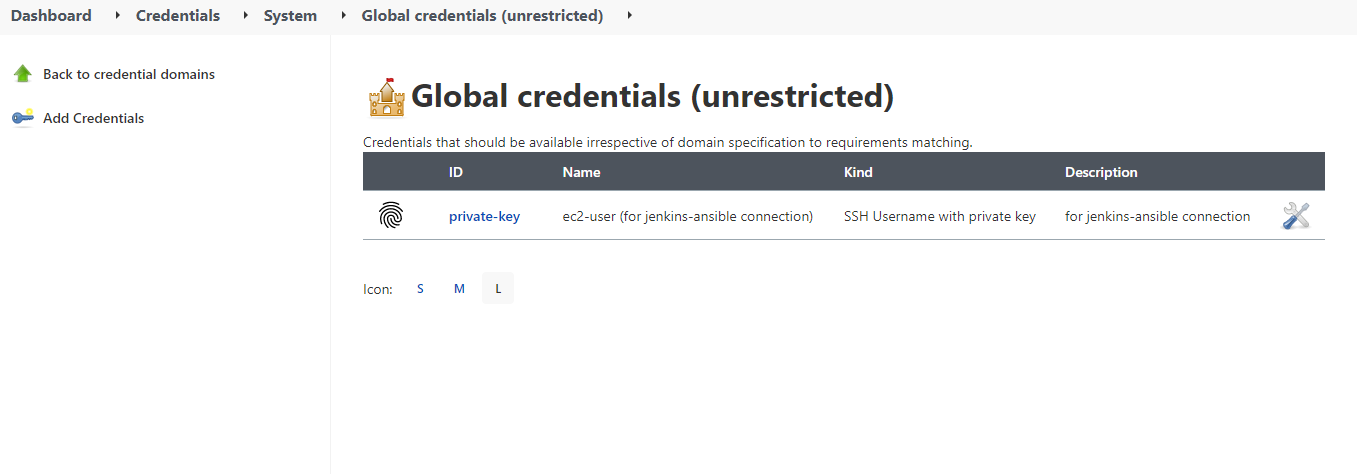 Dashboard Credentials System Global credentials (unrestricted)
Back to credential domains
Add Credentials
Global credentials (unrestricted)
Credentials that should be available irrespective of domain specification to requirements matching.
ID Name Kind Description
private-key ec2-user (for jenkins-ansible connection) SSH Username with private key for jenkins-ansible connection
Icon: S M L